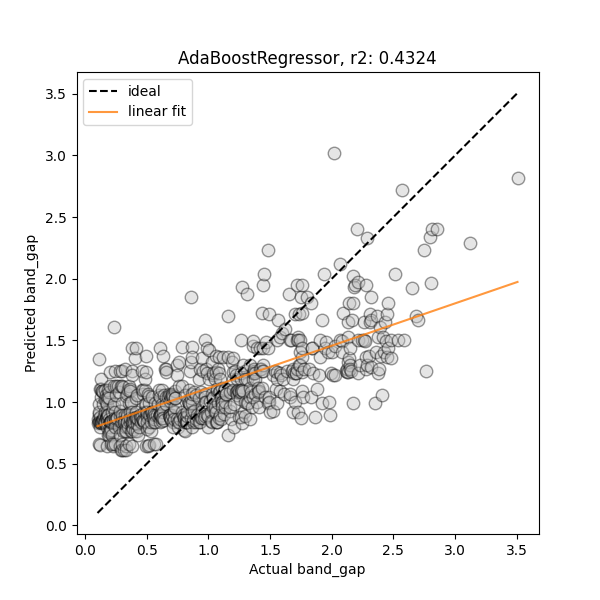 AdaBoostRegressor, r2: 0.4324
ideal
linear fit
3.5
3.0
2.5
2.0
1.5
1.0
0.5
0.0
Predicted band_gap
0.0 0.5 1.0 1.5 2.0 2.5 3.0 3.5
Actual band_gap